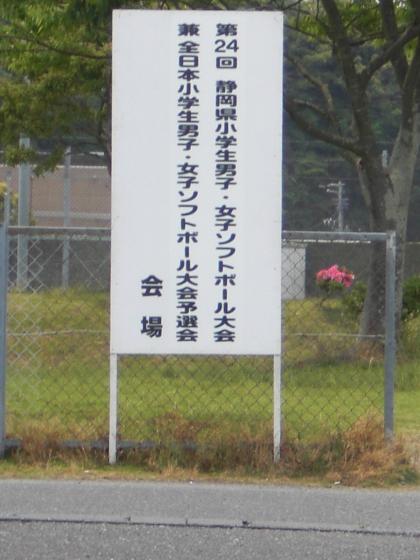 第24回 静岡県小学生男子・女子ソフトボール大会
兼 全日本小学生男子・女子ソフトボール大会予選会
会場